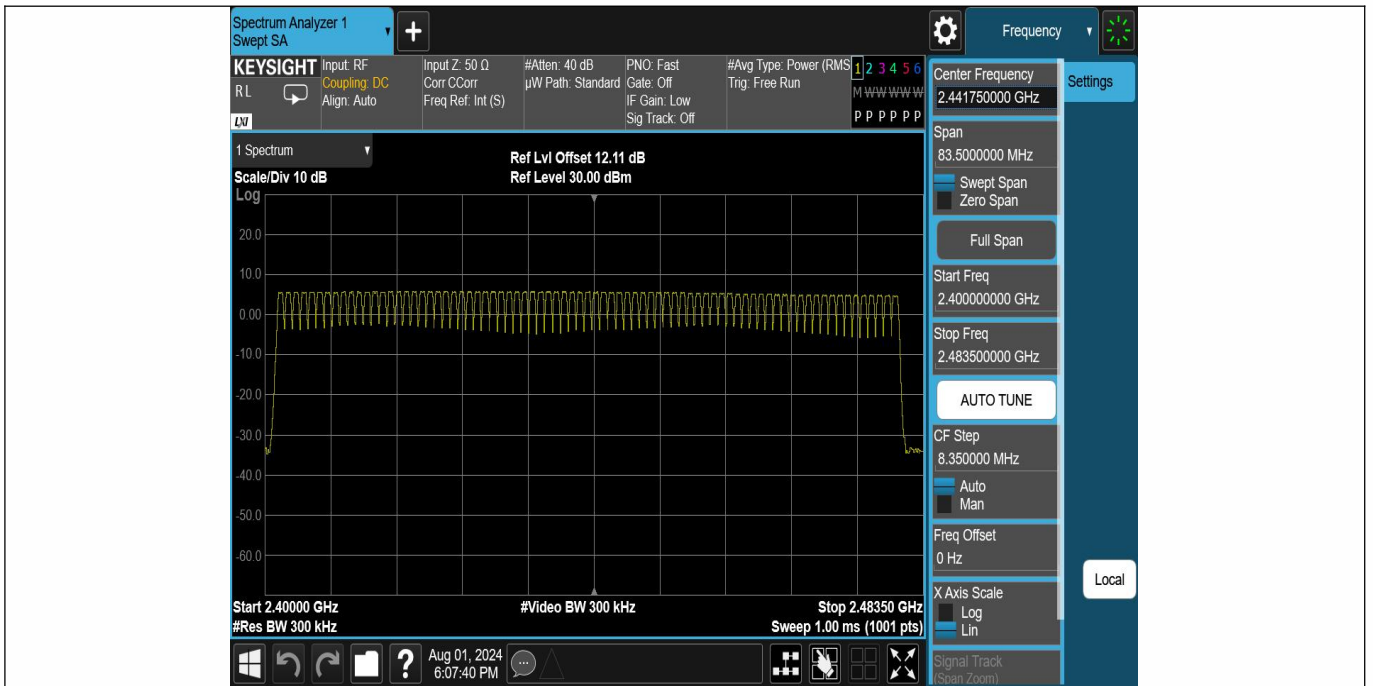 Spectrum Analyzer 1
Swept SA
+
Frequency
KEYSIGHT
RL
LXI
Input: RF
Coupling: DC
Align: Auto
Input Z: 50 Ω
Corr CCorr
Freq Ref: Int (S)
#Atten: 40 dB
µW Path: Standard
PNO: Fast
Gate: Off
IF Gain: Low
Sig Track: Off
#Avg Type: Power (RMS
Trig: Free Run
1 2 3 4 5 6
M W W W W W
P P P P P P
Center Frequency
2.441750000 GHz
Settings
Span
83.5000000 MHz
Swept Span
Zero Span
Full Span
Start Freq
2.400000000 GHz
Stop Freq
2.483500000 GHz
AUTO TUNE
CF Step
8.350000 MHz
Auto
Man
Freq Offset
0 Hz
X Axis Scale
Log
Lin
Signal Track
(Span Zoom)
Local
1 Spectrum
Scale/Div 10 dB
Ref Lvl Offset 12.11 dB
Ref Level 30.00 dBm
Log
20.0
10.0
0.00
-10.0
-20.0
-30.0
-40.0
-50.0
-60.0
Start 2.40000 GHz
#Video BW 300 kHz
Stop 2.48350 GHz
#Res BW 300 kHz
Sweep 1.00 ms (1001 pts)
?
Aug 01, 2024
6:07:40 PM